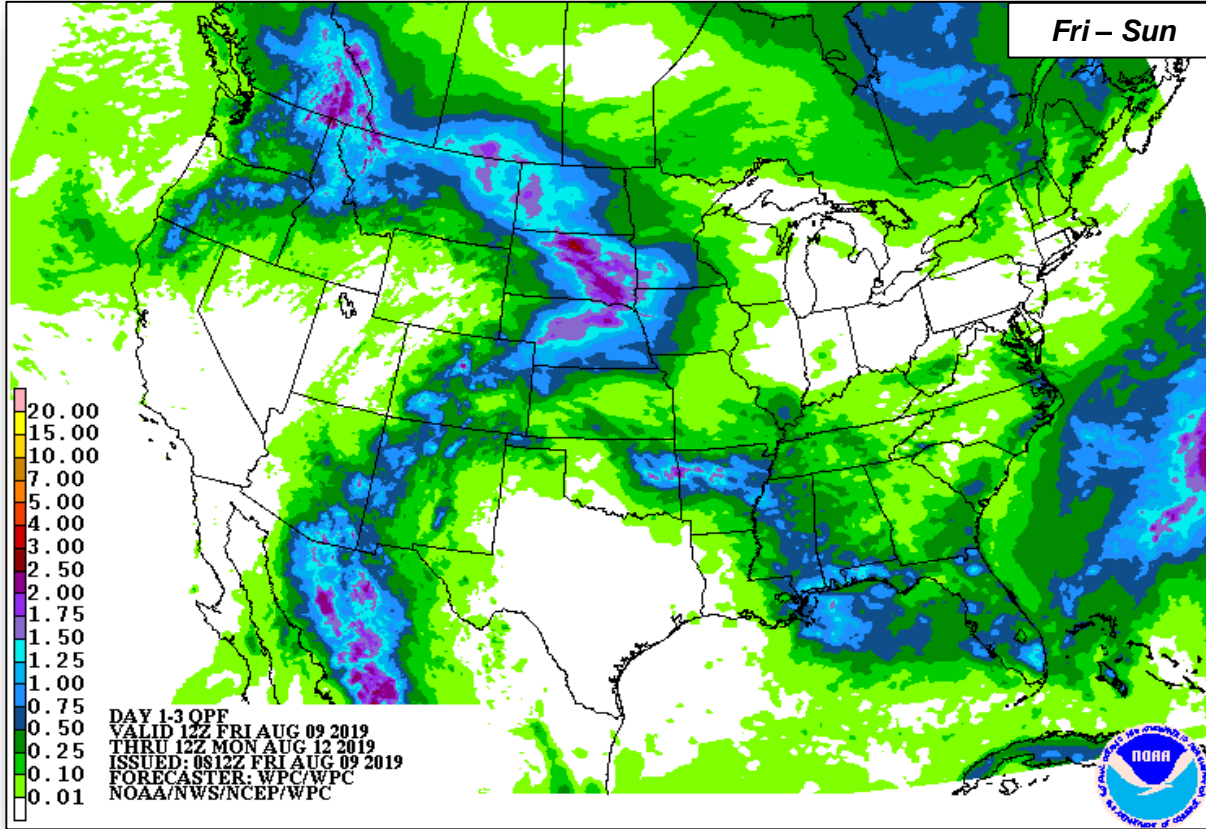 Fri – Sun
20.00
15.00
10.00
7.00
5.00
4.00
3.00
2.50
2.00
1.75
1.50
1.25
1.00
0.75
0.50
0.25
0.10
0.01
DAY 1-3 QPF
VALID 12Z FRI AUG 09 2019
THRU 12Z MON AUG 12 2019
ISSUED: 0812Z FRI AUG 09 2019
FORECASTER: WPC/WPC
NOAA/NWS/NCEP/WPC
NOAA